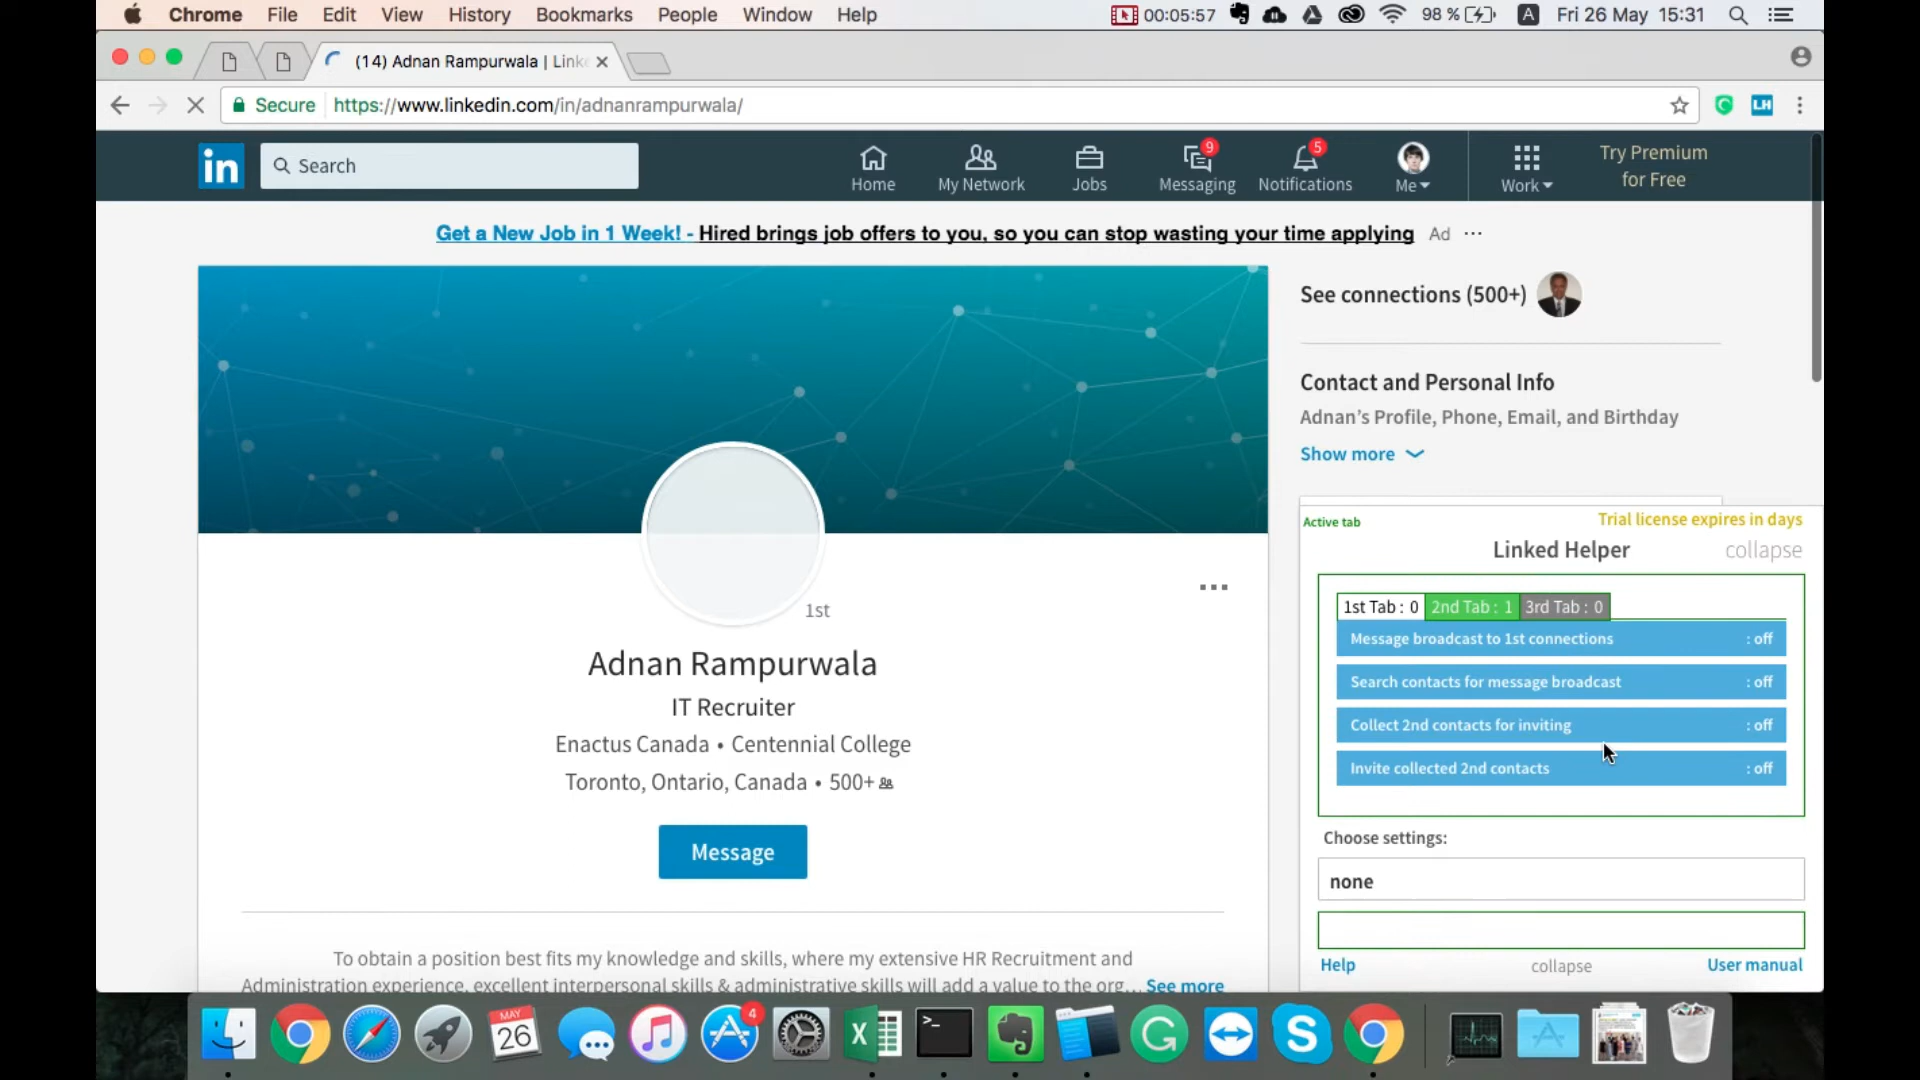 Chrome File Edit View History Bookmarks People Window Help 00:05:57 98 % A Fri 26 May 15:31
(14) Adnan Rampurwala | Link
Secure https://www.linkedin.com/in/adnanrampurwala/ LH
in Search Home My Network Jobs 9 Messaging 5 Notifications Me Work Try Premium for Free
Get a New Job in 1 Week! - Hired brings job offers to you, so you can stop wasting your time applying Ad ...
See connections (500+)
Contact and Personal Info
Adnan's Profile, Phone, Email, and Birthday
Show more
1st
Adnan Rampurwala
IT Recruiter
Enactus Canada • Centennial College
Toronto, Ontario, Canada • 500+
Message
To obtain a position best fits my knowledge and skills, where my extensive HR Recruitment and
Administration experience, excellent interpersonal skills & administrative skills will add a value to the org... See more
Active tab Trial license expires in days
Linked Helper collapse
1st Tab : 0 2nd Tab : 1 3rd Tab : 0
Message broadcast to 1st connections : off
Search contacts for message broadcast : off
Collect 2nd contacts for inviting : off
Invite collected 2nd contacts : off
Choose settings:
none
Help collapse User manual
MAY
26
4